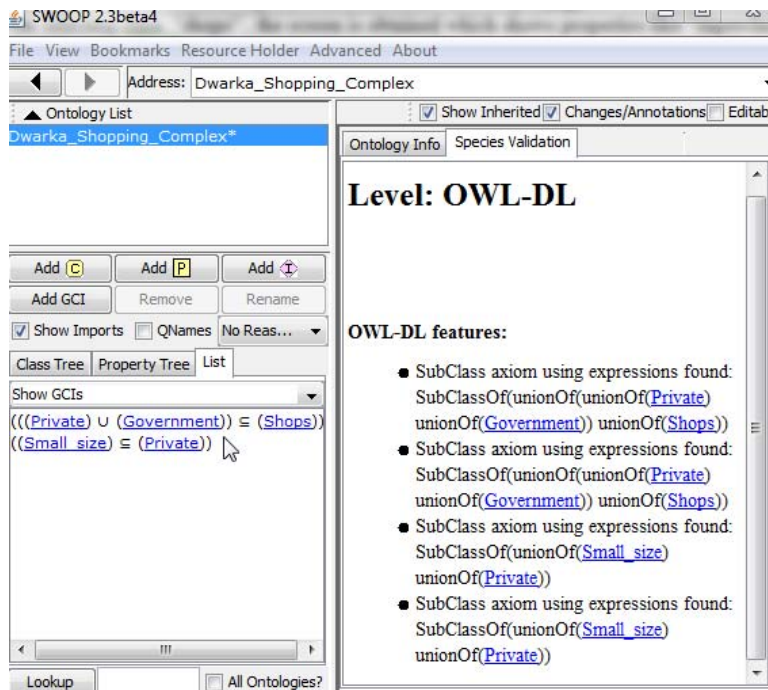 SWOOP 2.3beta4
File View Bookmarks Resource Holder Advanced About
Address: Dwarka_Shopping_Complex
Ontology List
Dwarka_Shopping_Complex*
Add C Add P Add I
Add GCI Remove Rename
Show Imports QNames No Reas...
Class Tree Property Tree List
Show GCIs
(((Private) ∪ (Government)) ⊆ (Shops))
((Small_size) ⊆ (Private))
Lookup All Ontologies?
Show Inherited Changes/Annotations Editab
Ontology Info Species Validation
Level: OWL-DL
OWL-DL features:
SubClass axiom using expressions found:
SubClassOf(unionOf(unionOf(Private)
unionOf(Government)) unionOf(Shops))
SubClass axiom using expressions found:
SubClassOf(unionOf(unionOf(Private)
unionOf(Government)) unionOf(Shops))
SubClass axiom using expressions found:
SubClassOf(unionOf(Small_size)
unionOf(Private))
SubClass axiom using expressions found:
SubClassOf(unionOf(Small_size)
unionOf(Private))